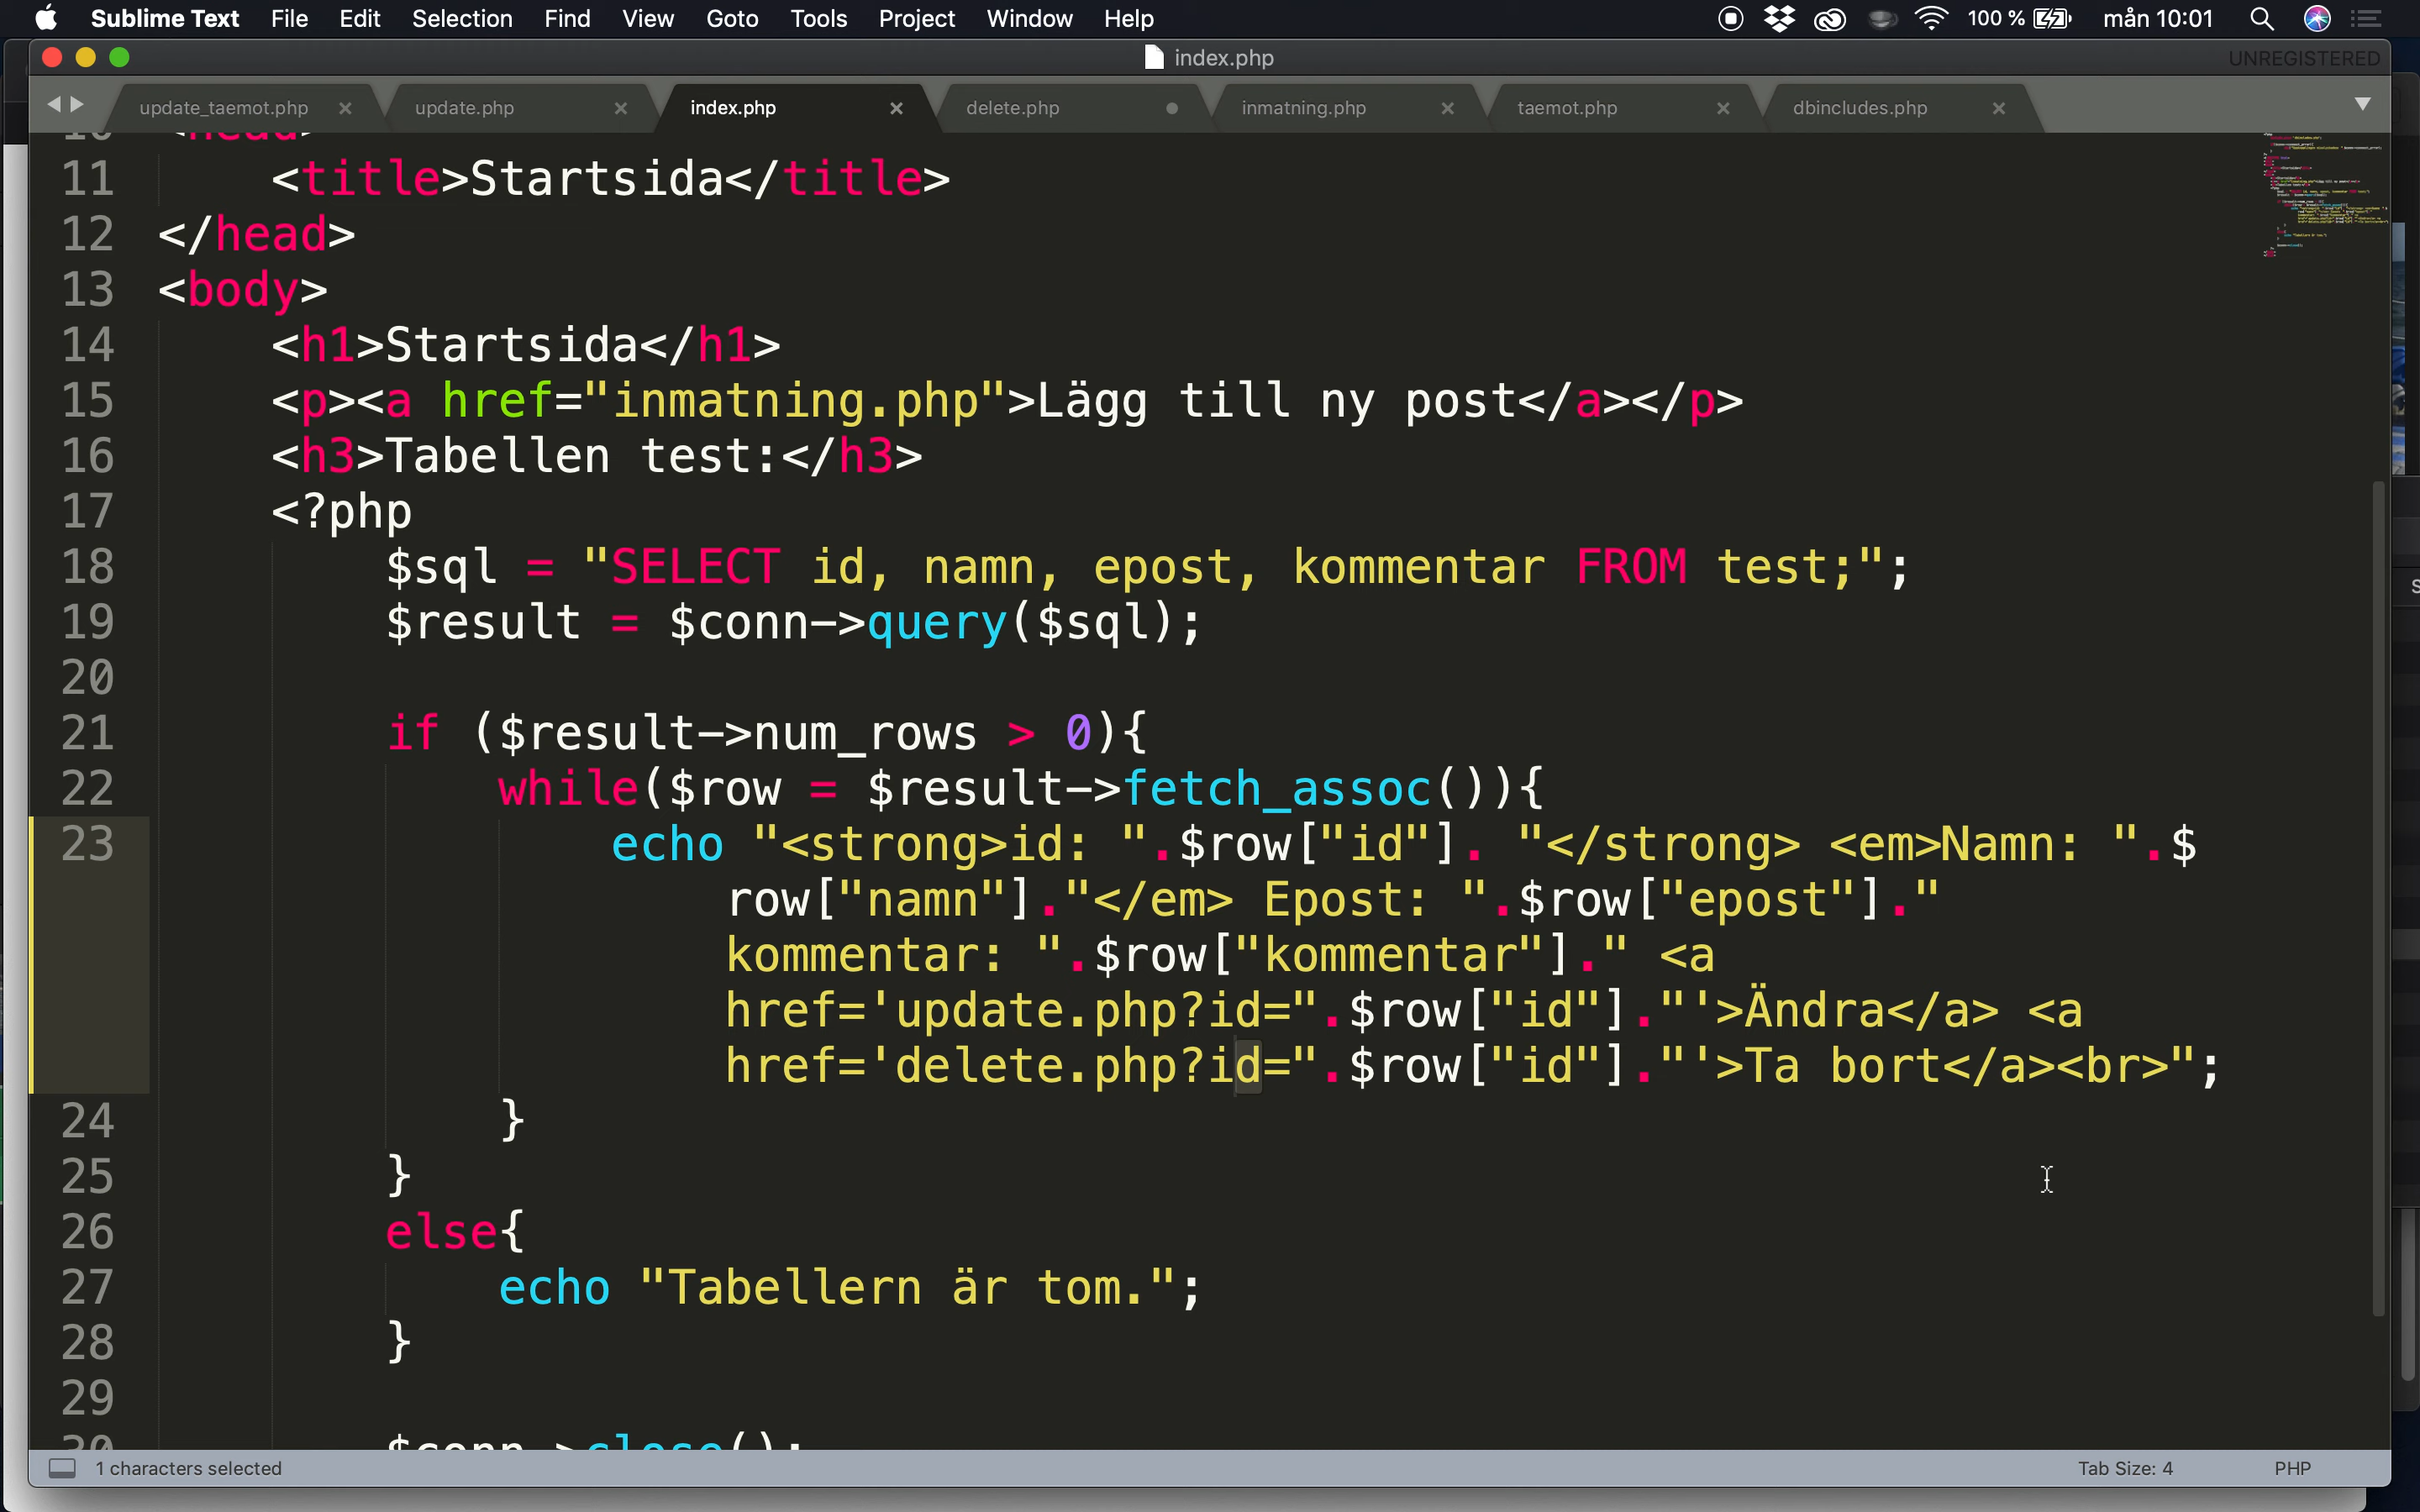 Sublime Text File Edit Selection Find View Goto Tools Project Window Help 100 % mån 10:01
index.php UNREGISTERED
update_taemot.php update.php index.php delete.php inmatning.php taemot.php dbincludes.php
10 <head>
11 <title>Startsida</title>
12 </head>
13 <body>
14 <h1>Startsida</h1>
15 <p><a href="inmatning.php">Lägg till ny post</a></p>
16 <h3>Tabellen test:</h3>
17 <?php
18 $sql = "SELECT id, namn, epost, kommentar FROM test;";
19 $result = $conn->query($sql);
20
21 if ($result->num_rows > 0){
22 while($row = $result->fetch_assoc()){
23 echo "<strong>id: ".$row["id"]. "</strong> <em>Namn: ".$
row["namn"]."</em> Epost: ".$row["epost"]."
kommentar: ".$row["kommentar"]." <a
href='update.php?id=".$row["id"]."'>Ändra</a> <a
href='delete.php?id=".$row["id"]."'>Ta bort</a><br>";
24 }
25 }
26 else{
27 echo "Tabellern är tom.";
28 }
29
30 $conn->close();
1 characters selected Tab Size: 4 PHP